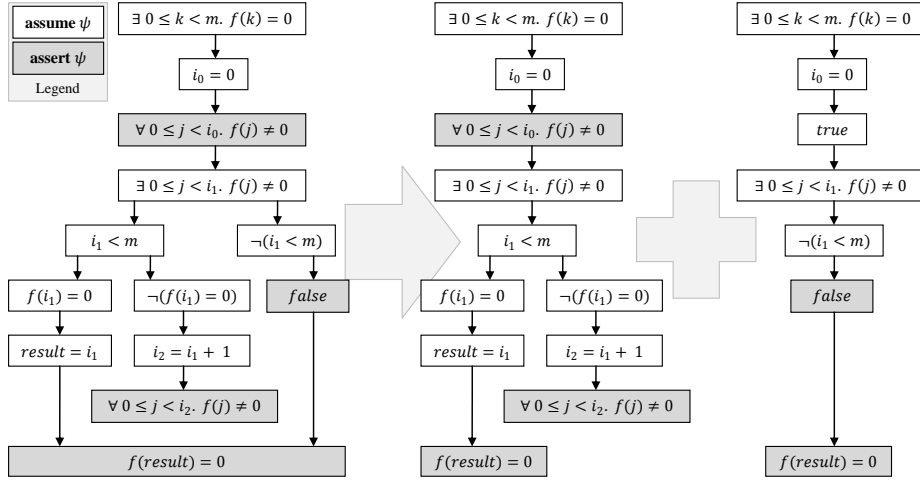 assume ψ
assert ψ
Legend
∃ 0 ≤ k < m. f(k) = 0
i₀ = 0
∀ 0 ≤ j < i₀. f(j) ≠ 0
∃ 0 ≤ j < i₁. f(j) ≠ 0
i₁ < m
¬(i₁ < m)
f(i₁) = 0
¬(f(i₁) = 0)
false
result = i₁
i₂ = i₁ + 1
∀ 0 ≤ j < i₂. f(j) ≠ 0
f(result) = 0
∃ 0 ≤ k < m. f(k) = 0
i₀ = 0
∀ 0 ≤ j < i₀. f(j) ≠ 0
∃ 0 ≤ j < i₁. f(j) ≠ 0
i₁ < m
f(i₁) = 0
¬(f(i₁) = 0)
result = i₁
i₂ = i₁ + 1
∀ 0 ≤ j < i₂. f(j) ≠ 0
f(result) = 0
∃ 0 ≤ k < m. f(k) = 0
i₀ = 0
true
∃ 0 ≤ j < i₁. f(j) ≠ 0
¬(i₁ < m)
false
f(result) = 0